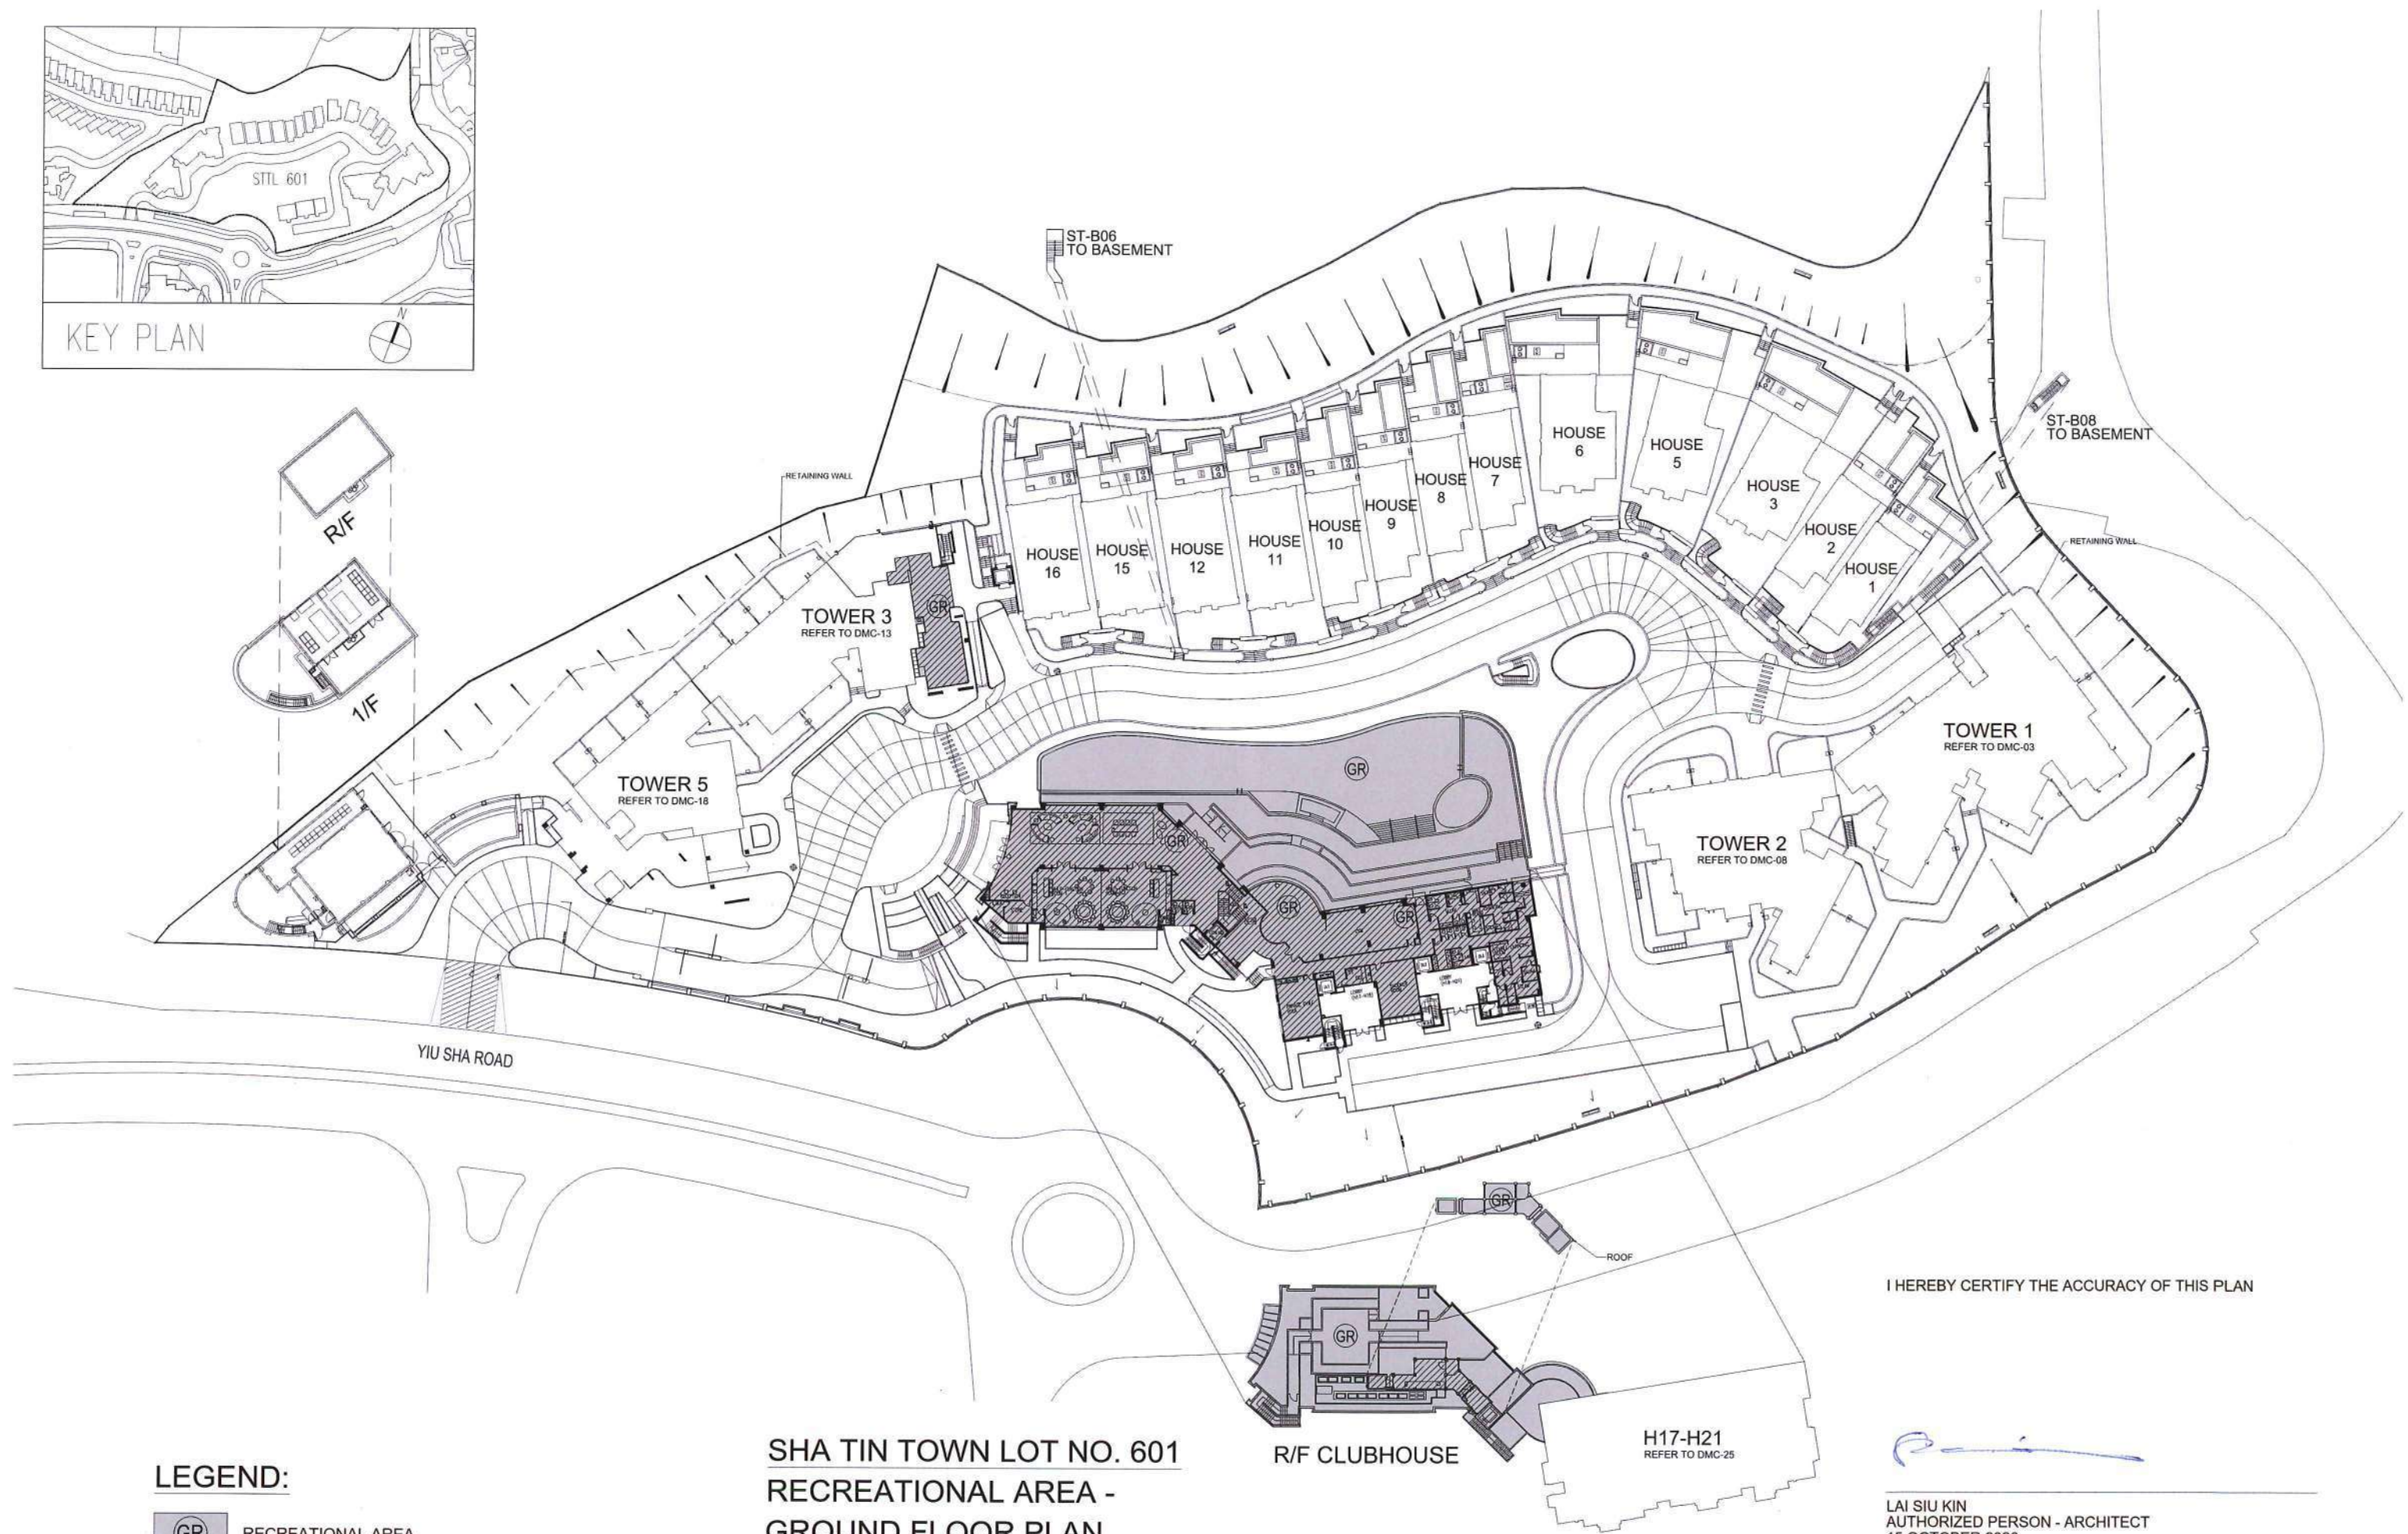 STTL 601
N
KEY PLAN
R/F
1/F
ST-B06
TO BASEMENT
ST-B08
TO BASEMENT
RETAINING WALL
RETAINING WALL
HOUSE
16
HOUSE
15
HOUSE
12
HOUSE
11
HOUSE
10
HOUSE
9
HOUSE
8
HOUSE
7
HOUSE
6
HOUSE
5
HOUSE
3
HOUSE
2
HOUSE
1
TOWER 3
REFER TO DMC-13
GR
TOWER 5
REFER TO DMC-18
TOWER 1
REFER TO DMC-03
TOWER 2
REFER TO DMC-08
GR
GR
GR
GR
YIU SHA ROAD
GR
ROOF
GR
R/F CLUBHOUSE
H17-H21
REFER TO DMC-25
I HEREBY CERTIFY THE ACCURACY OF THIS PLAN
LAI SIU KIN
AUTHORIZED PERSON - ARCHITECT
LEGEND:
GR RECREATIONAL AREA
SHA TIN TOWN LOT NO. 601
RECREATIONAL AREA -
GROUND FLOOR PLAN